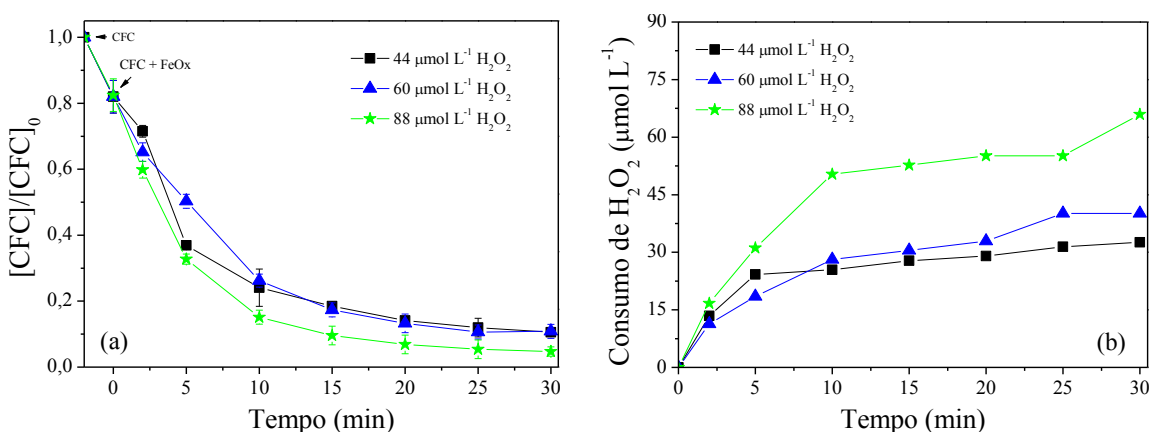 [CFC]/[CFC]0
1,0
0,8
0,6
0,4
0,2
0,0
CFC
CFC + FeOx
44 μmol L-1 H2O2
60 μmol L-1 H2O2
88 μmol L-1 H2O2
(a)
0 5 10 15 20 25 30
Tempo (min)
Consumo de H2O2 (μmol L-1)
90
75
60
45
30
15
0
44 μmol L-1 H2O2
60 μmol L-1 H2O2
88 μmol L-1 H2O2
(b)
0 5 10 15 20 25 30
Tempo (min)